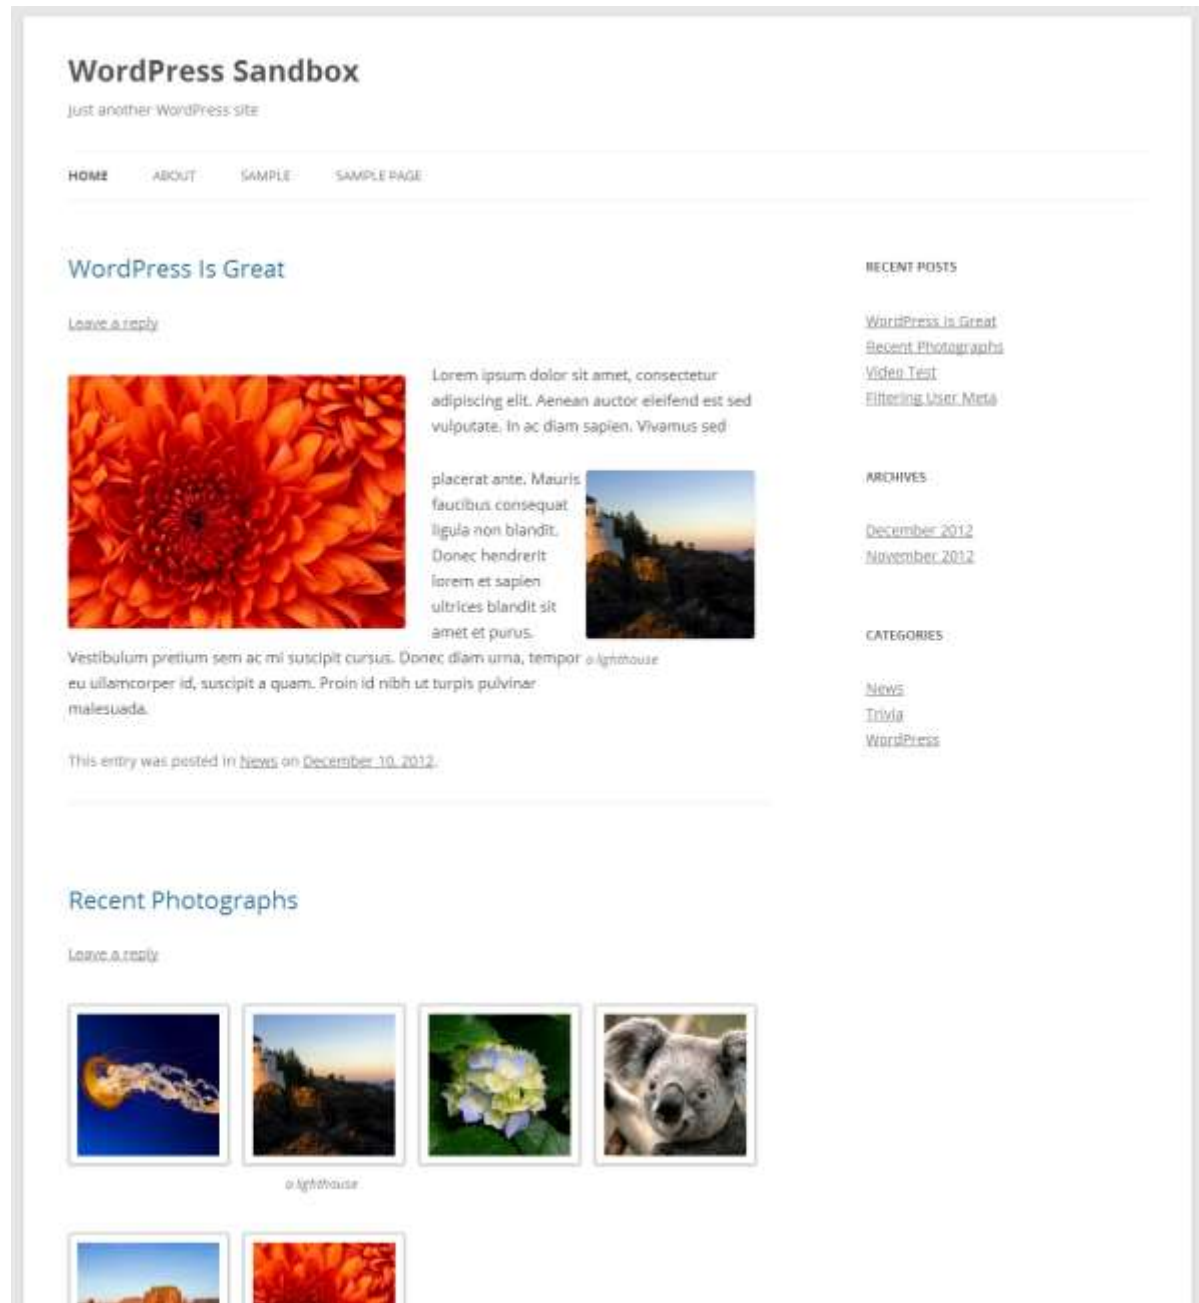 WordPress Sandbox
Just another WordPress site
HOME ABOUT SAMPLE SAMPLE PAGE
WordPress Is Great
Leave a reply
Lorem ipsum dolor sit amet, consectetur
adipiscing elit. Aenean auctor eleifend est sed
vulputate. In ac diam sapien. Vivamus sed
placerat ante. Mauris
faucibus consequat
ligula non blandit.
Donec hendrerit
lorem et sapien
ultrices blandit sit
amet et purus.
Vestibulum pretium sem ac mi suscipit cursus. Donec diam urna, tempor
eu ullamcorper id, suscipit a quam. Proin id nibh ut turpis pulvinar
malesuada.
a lighthouse
This entry was posted in News on December 10, 2012.
Recent Photographs
Leave a reply
a lighthouse
RECENT POSTS
WordPress Is Great
Recent Photographs
Video Test
Filtering User Meta
ARCHIVES
December 2012
November 2012
CATEGORIES
News
Trivia
WordPress